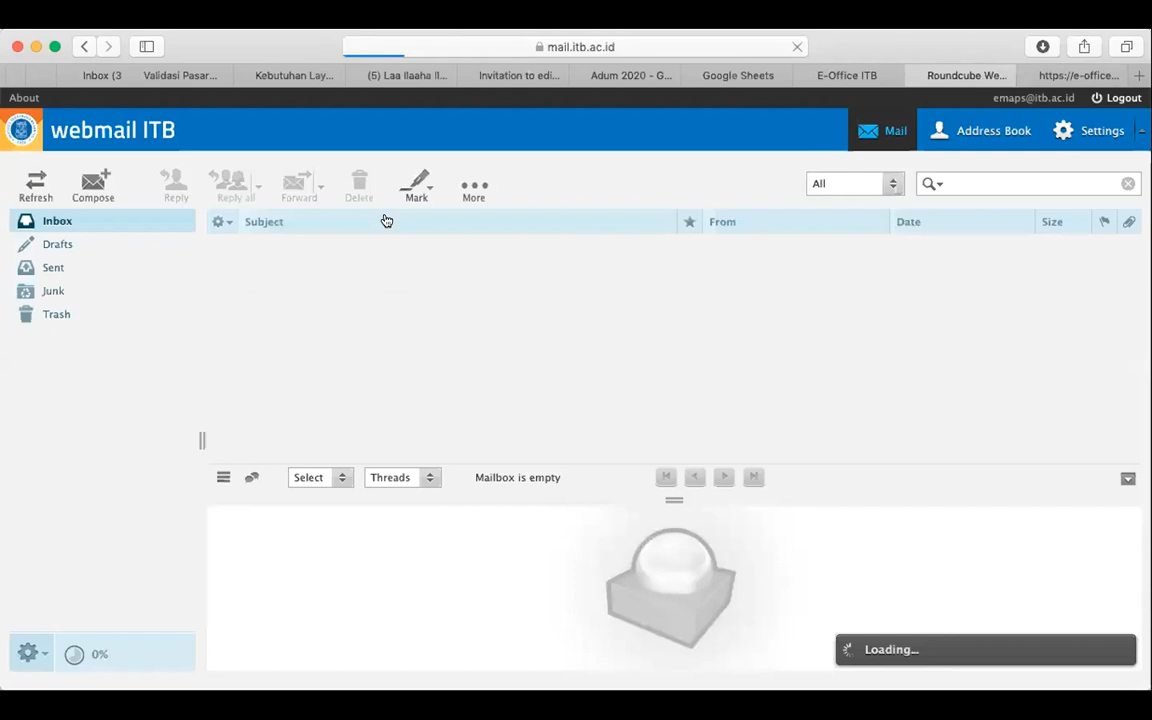 mail.itb.ac.id
Inbox (3 Validasi Pasar... Kebutuhan Lay... (5) Laa Ilaaha Il... Invitation to edi... Adum 2020 - G... Google Sheets E-Office ITB Roundcube We... https://e-office...
About emaps@itb.ac.id Logout
webmail ITB Mail Address Book Settings
Refresh Compose Reply Reply all Forward Delete Mark More All
Inbox Subject From Date Size
Drafts
Sent
Junk
Trash
Select Threads Mailbox is empty
0% Loading...